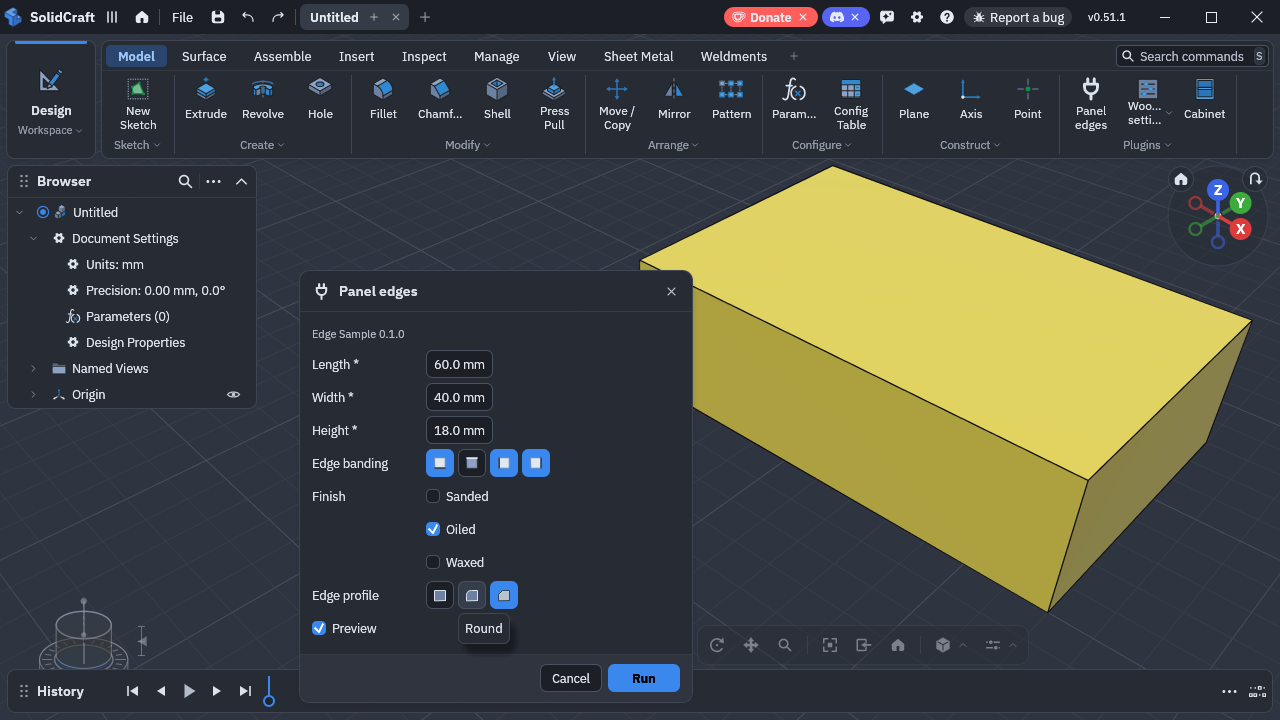 SolidCraft
File
Untitled
Donate
Report a bug
v0.51.1
Design
Workspace
Model
Surface
Assemble
Insert
Inspect
Manage
View
Sheet Metal
Weldments
Search commands
S
New
Sketch
Extrude
Revolve
Hole
Fillet
Chamf...
Shell
Press
Pull
Move /
Copy
Mirror
Pattern
Param...
Config
Table
Plane
Axis
Point
Panel
edges
Woo...
setti...
Cabinet
Sketch
Create
Modify
Arrange
Configure
Construct
Plugins
Browser
Untitled
Document Settings
Units: mm
Precision: 0.00 mm, 0.0°
Parameters (0)
Design Properties
Named Views
Origin
Z
Y
X
Panel edges
Edge Sample 0.1.0
Length *
60.0 mm
Width *
40.0 mm
Height *
18.0 mm
Edge banding
Finish
Sanded
Oiled
Waxed
Edge profile
Preview
Round
Cancel
Run
History